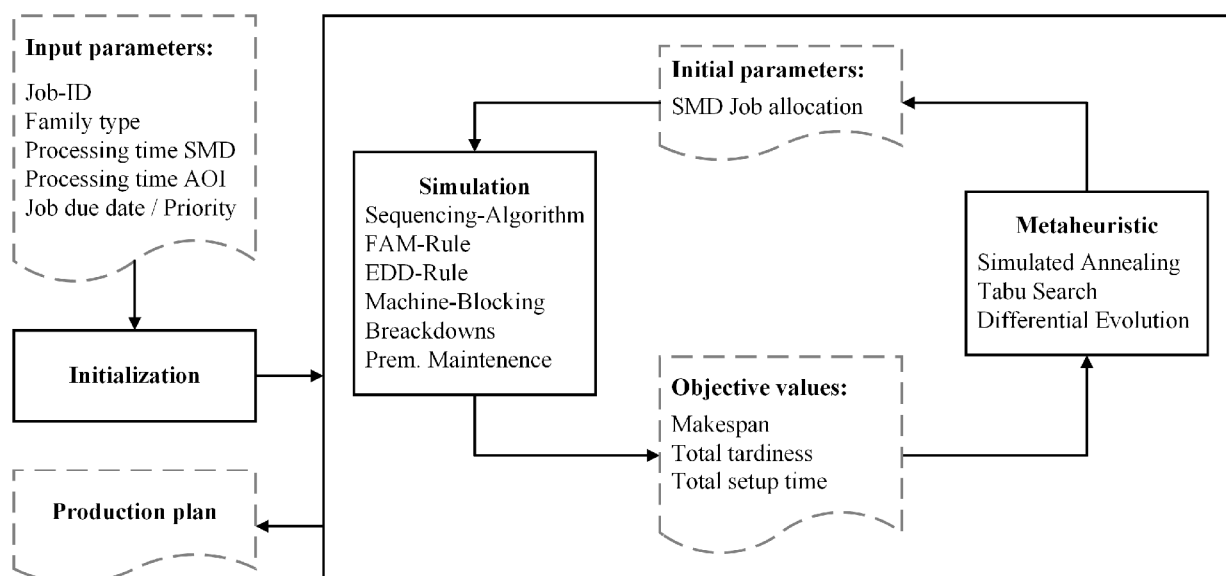 Input parameters:
Job-ID
Family type
Processing time SMD
Processing time AOI
Job due date / Priority
Initialization
Production plan
Initial parameters:
SMD Job allocation
Simulation
Sequencing-Algorithm
FAM-Rule
EDD-Rule
Machine-Blocking
Breackdowns
Prem. Maintenence
Metaheuristic
Simulated Annealing
Tabu Search
Differential Evolution
Objective values:
Makespan
Total tardiness
Total setup time